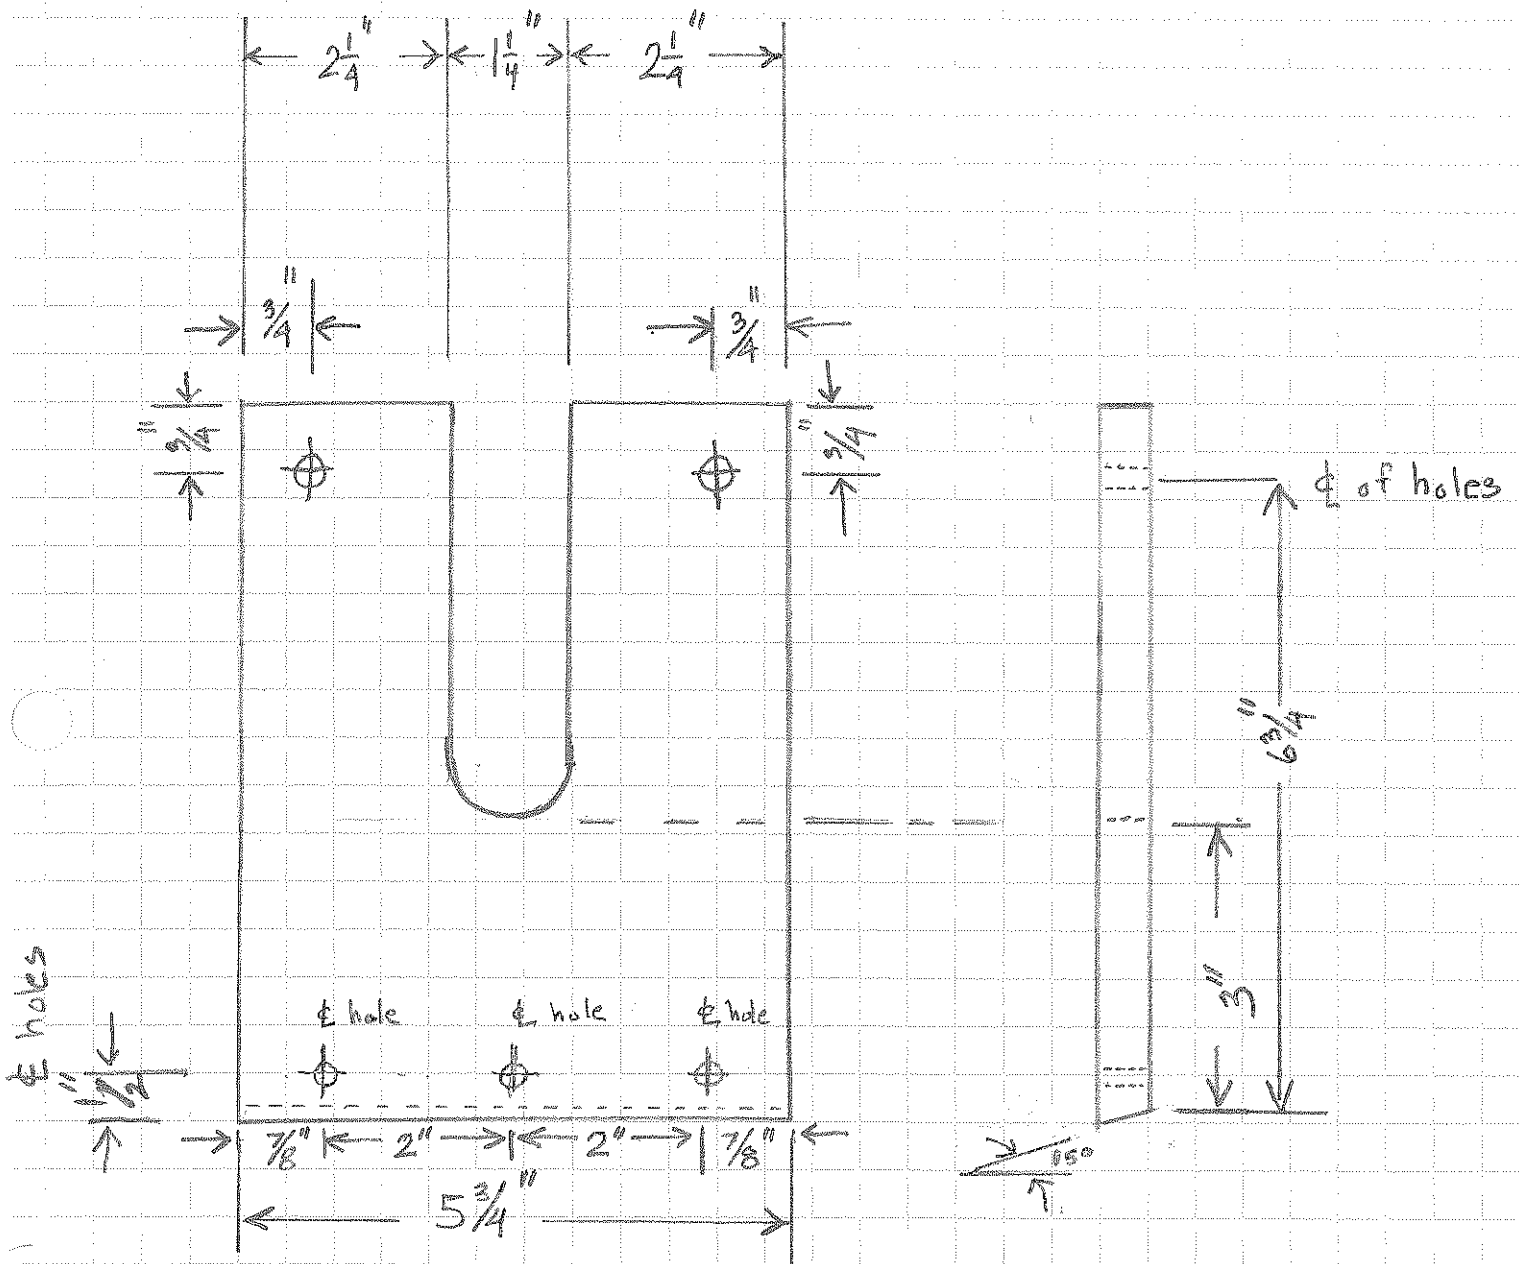 2 1/4" 1 1/4" 2 1/4"
3/4" 3/4"
3/4" 3/4"
℄ of holes
6 3/4"
3"
℄ holes
1/2"
℄ hole ℄ hole ℄ hole
7/8" 2" 2" 7/8"
15°
5 3/4"